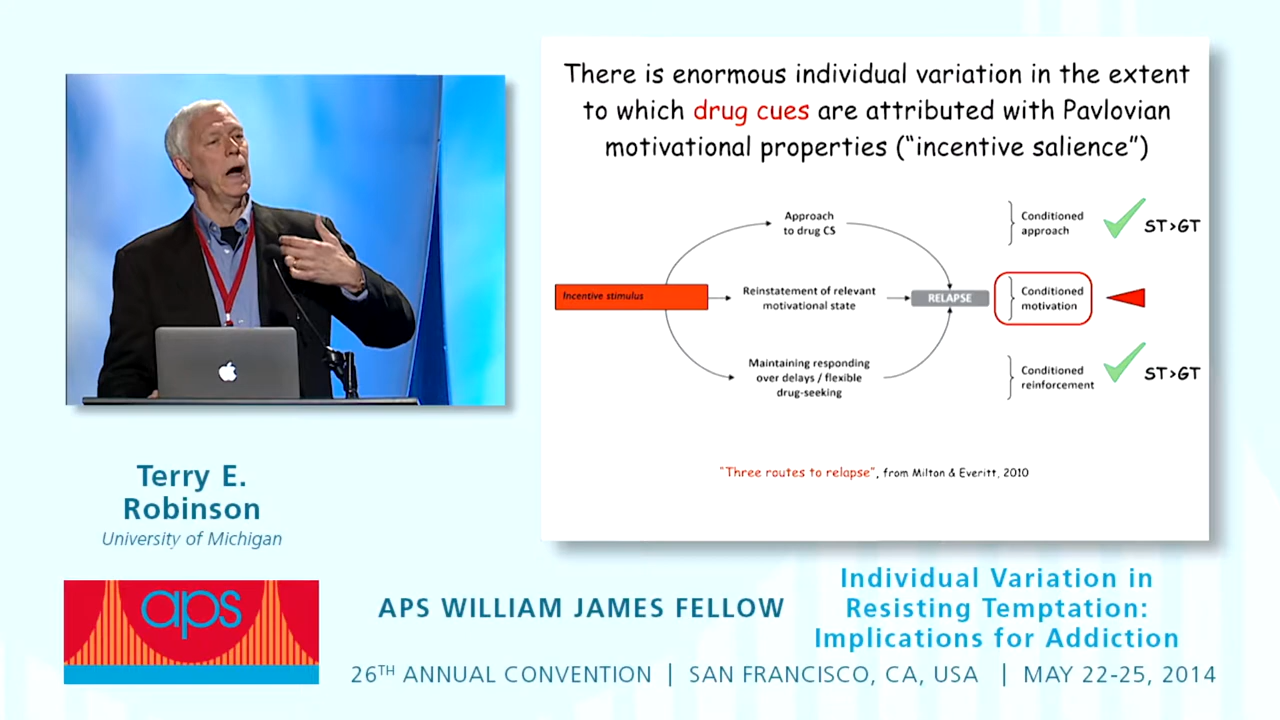 There is enormous individual variation in the extent
to which drug cues are attributed with Pavlovian
motivational properties (“incentive salience”)
Approach
to drug CS
Conditioned
approach
ST>GT
Incentive stimulus
Reinstatement of relevant
motivational state
RELAPSE
Conditioned
motivation
Maintaining responding
over delays / flexible
drug-seeking
Conditioned
reinforcement
ST>GT
“Three routes to relapse”, from Milton & Everitt, 2010
Terry E.
Robinson
University of Michigan
aps
APS WILLIAM JAMES FELLOW
Individual Variation in
Resisting Temptation:
Implications for Addiction
26TH ANNUAL CONVENTION | SAN FRANCISCO, CA, USA | MAY 22-25, 2014